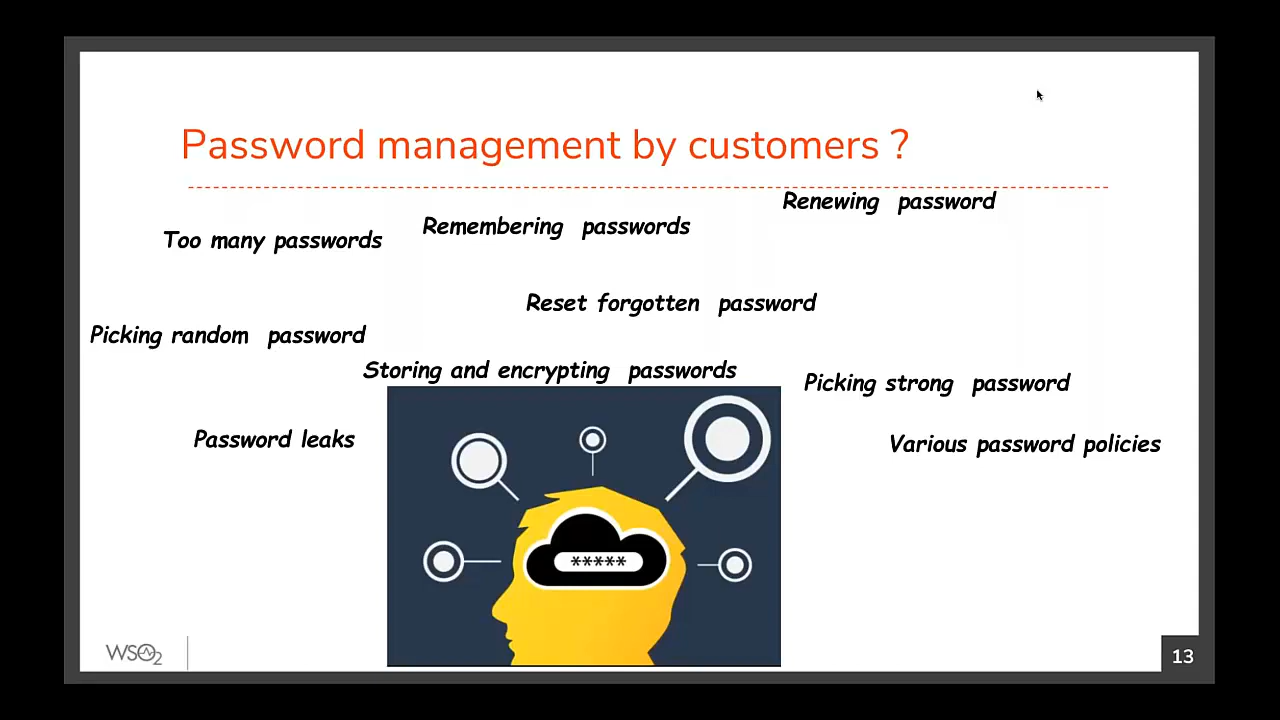 Password management by customers ?
Renewing password
Remembering passwords
Too many passwords
Reset forgotten password
Picking random password
Storing and encrypting passwords
Picking strong password
Password leaks
Various password policies
*****
WSO2
13